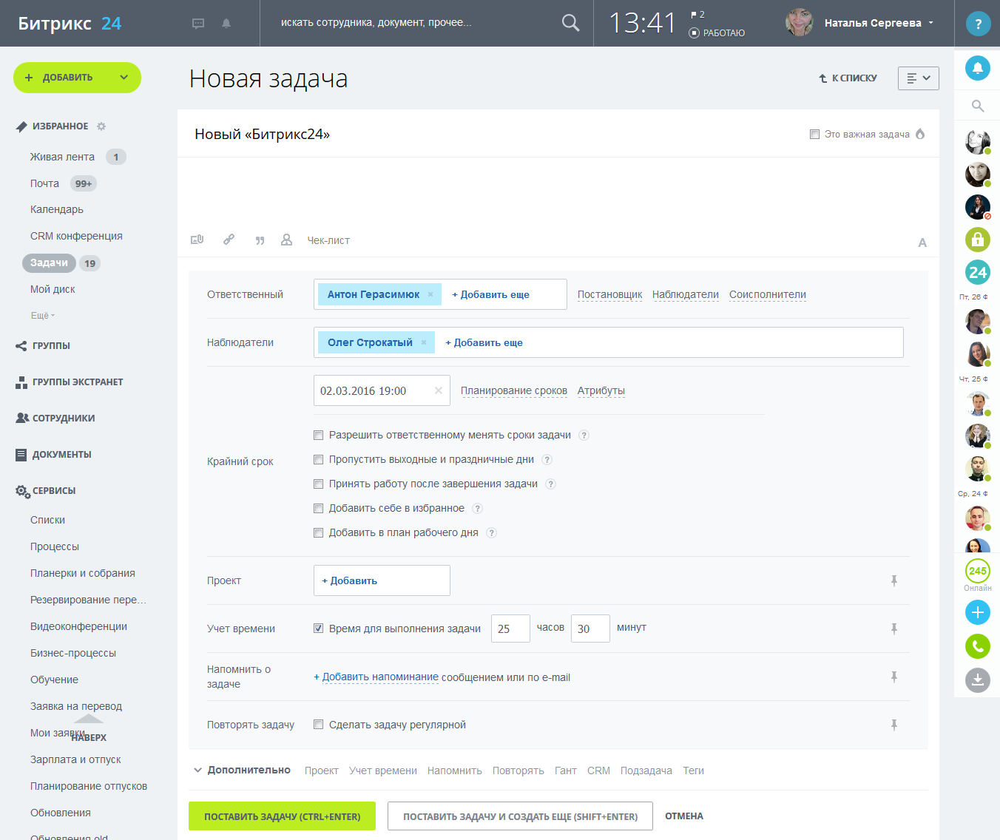 Битрикс 24
искать сотрудника, документ, прочее...
13:41
2
РАБОТАЮ
Наталья Сергеева
?
+ ДОБАВИТЬ
Новая задача
К СПИСКУ
ИЗБРАННОЕ
Живая лента 1
Почта 99+
Календарь
CRM конференция
Задачи 19
Мой диск
Ещё
ГРУППЫ
ГРУППЫ ЭКСТРАНЕТ
СОТРУДНИКИ
ДОКУМЕНТЫ
СЕРВИСЫ
Списки
Процессы
Планерки и собрания
Резервирование пере...
Видеоконференции
Бизнес-процессы
Обучение
Заявка на перевод
Мои заявки
НАВЕРХ
Зарплата и отпуск
Планирование отпусков
Обновления
Обновления old
Новый «Битрикс24»
Это важная задача
Чек-лист
A
Ответственный
Антон Герасимюк × + Добавить еще
Постановщик Наблюдатели Соисполнители
Наблюдатели
Олег Строкатый × + Добавить еще
Крайний срок
02.03.2016 19:00 ×
Планирование сроков Атрибуты
Разрешить ответственному менять сроки задачи ?
Пропустить выходные и праздничные дни ?
Принять работу после завершения задачи ?
Добавить себе в избранное ?
Добавить в план рабочего дня ?
Проект
+ Добавить
Учет времени
Время для выполнения задачи 25 часов 30 минут
Напомнить о
задаче
+ Добавить напоминание сообщением или по e-mail
Повторять задачу
Сделать задачу регулярной
Дополнительно Проект Учет времени Напомнить Повторять Гант CRM Подзадача Теги
ПОСТАВИТЬ ЗАДАЧУ (CTRL+ENTER)
ПОСТАВИТЬ ЗАДАЧУ И СОЗДАТЬ ЕЩЕ (SHIFT+ENTER)
ОТМЕНА
24
Пт, 26 Ф
Чт, 25 Ф
Ср, 24 Ф
245
Онлайн